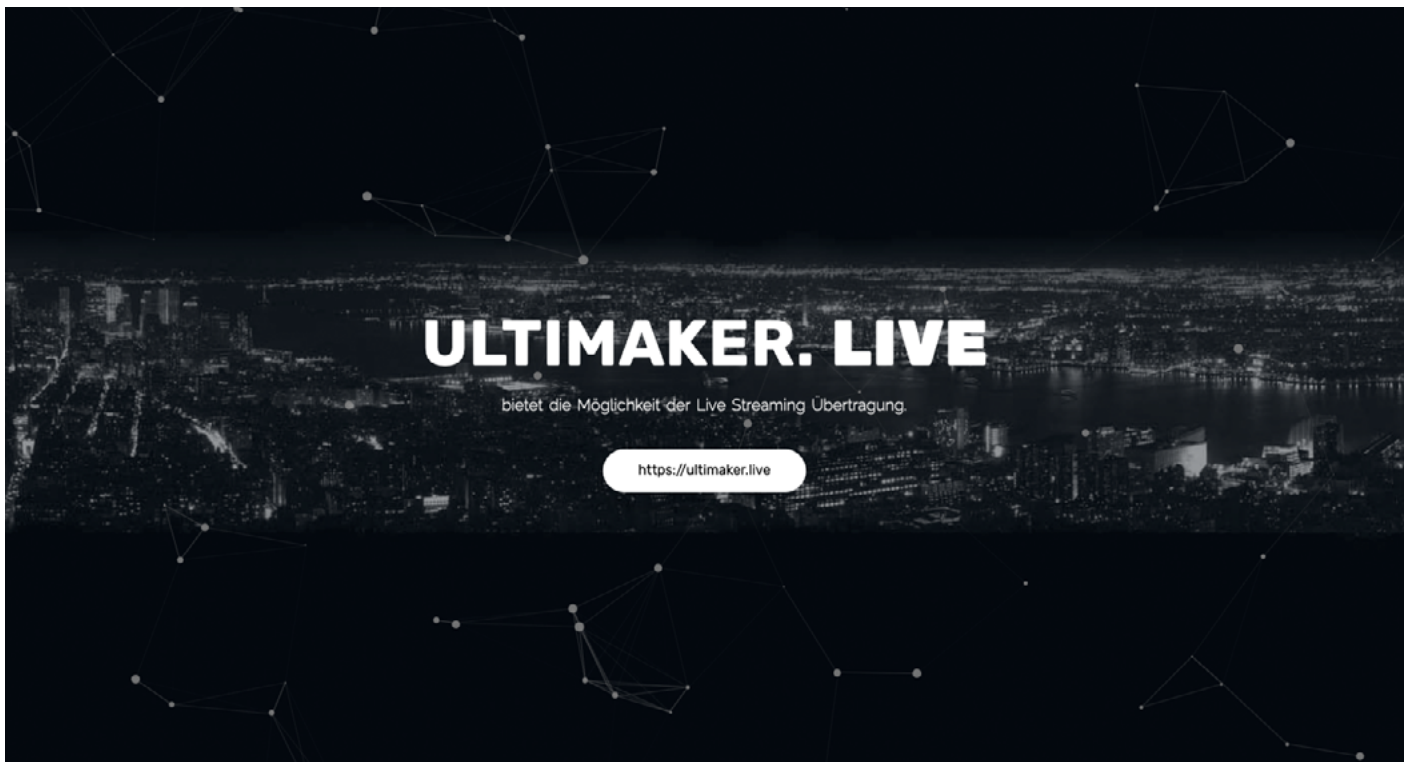 ULTIMAKER. LIVE
bietet die Möglichkeit der Live Streaming Übertragung.
https://ultimaker.live